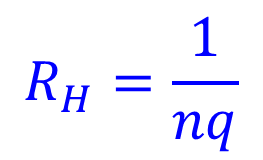 R_H = 1/nq